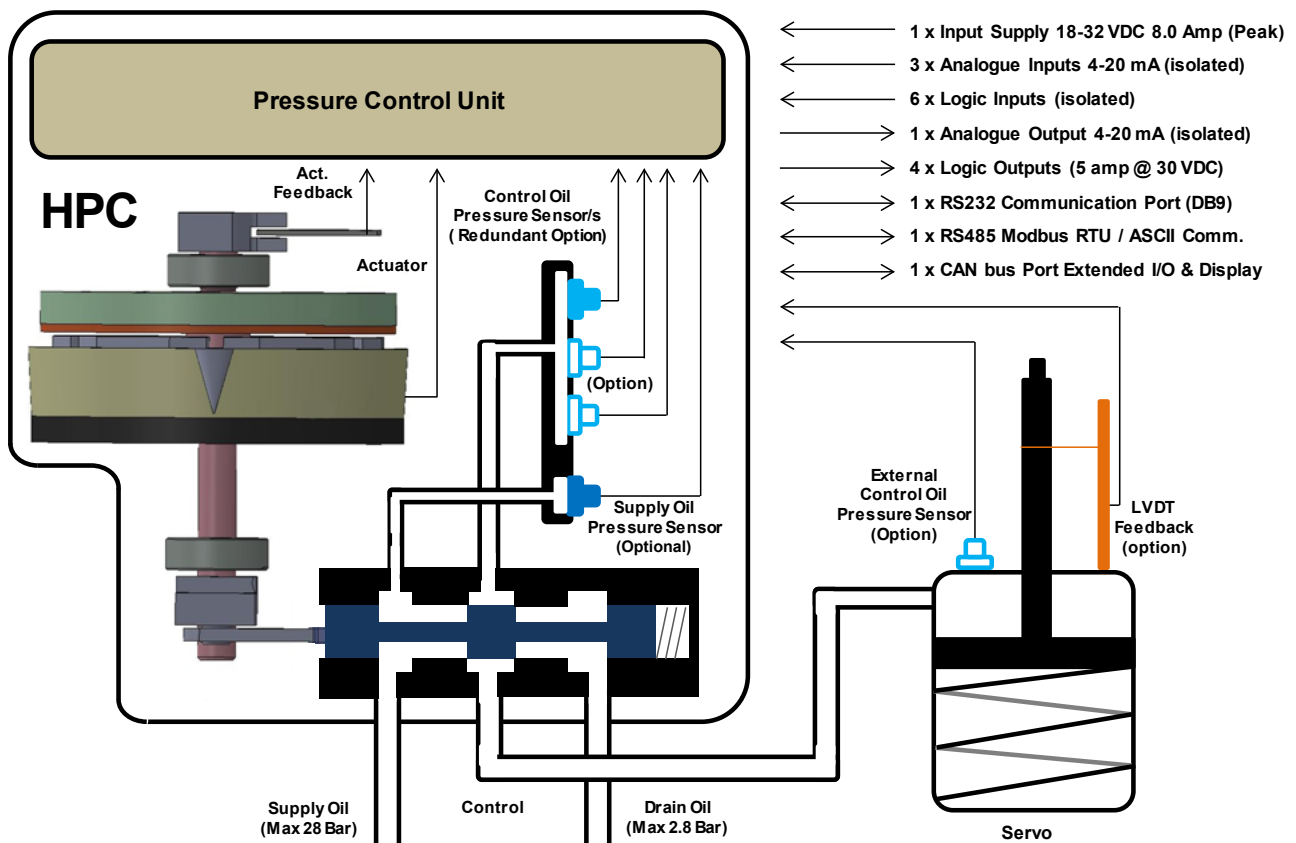 Pressure Control Unit
HPC
Act.
Feedback
Actuator
Control Oil
Pressure Sensor/s
( Redundant Option)
(Option)
Supply Oil
Pressure Sensor
(Optional)
1 x Input Supply 18-32 VDC 8.0 Amp (Peak)
3 x Analogue Inputs 4-20 mA (isolated)
6 x Logic Inputs (isolated)
1 x Analogue Output 4-20 mA (isolated)
4 x Logic Outputs (5 amp @ 30 VDC)
1 x RS232 Communication Port (DB9)
1 x RS485 Modbus RTU / ASCII Comm.
1 x CAN bus Port Extended I/O & Display
External
Control Oil
Pressure Sensor
(Option)
LVDT
Feedback
(option)
Supply Oil
(Max 28 Bar)
Control
Drain Oil
(Max 2.8 Bar)
Servo